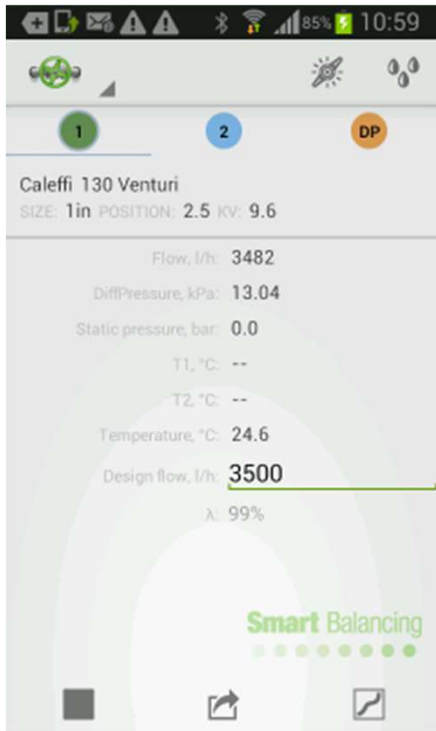 85% 10:59
1 2 DP
Caleffi 130 Venturi
SIZE: 1in POSITION: 2.5 KV: 9.6
Flow, l/h: 3482
DiffPressure, kPa: 13.04
Static pressure, bar: 0.0
T1, °C: --
T2, °C: --
Temperature, °C: 24.6
Design flow, l/h: 3500
λ: 99%
Smart Balancing